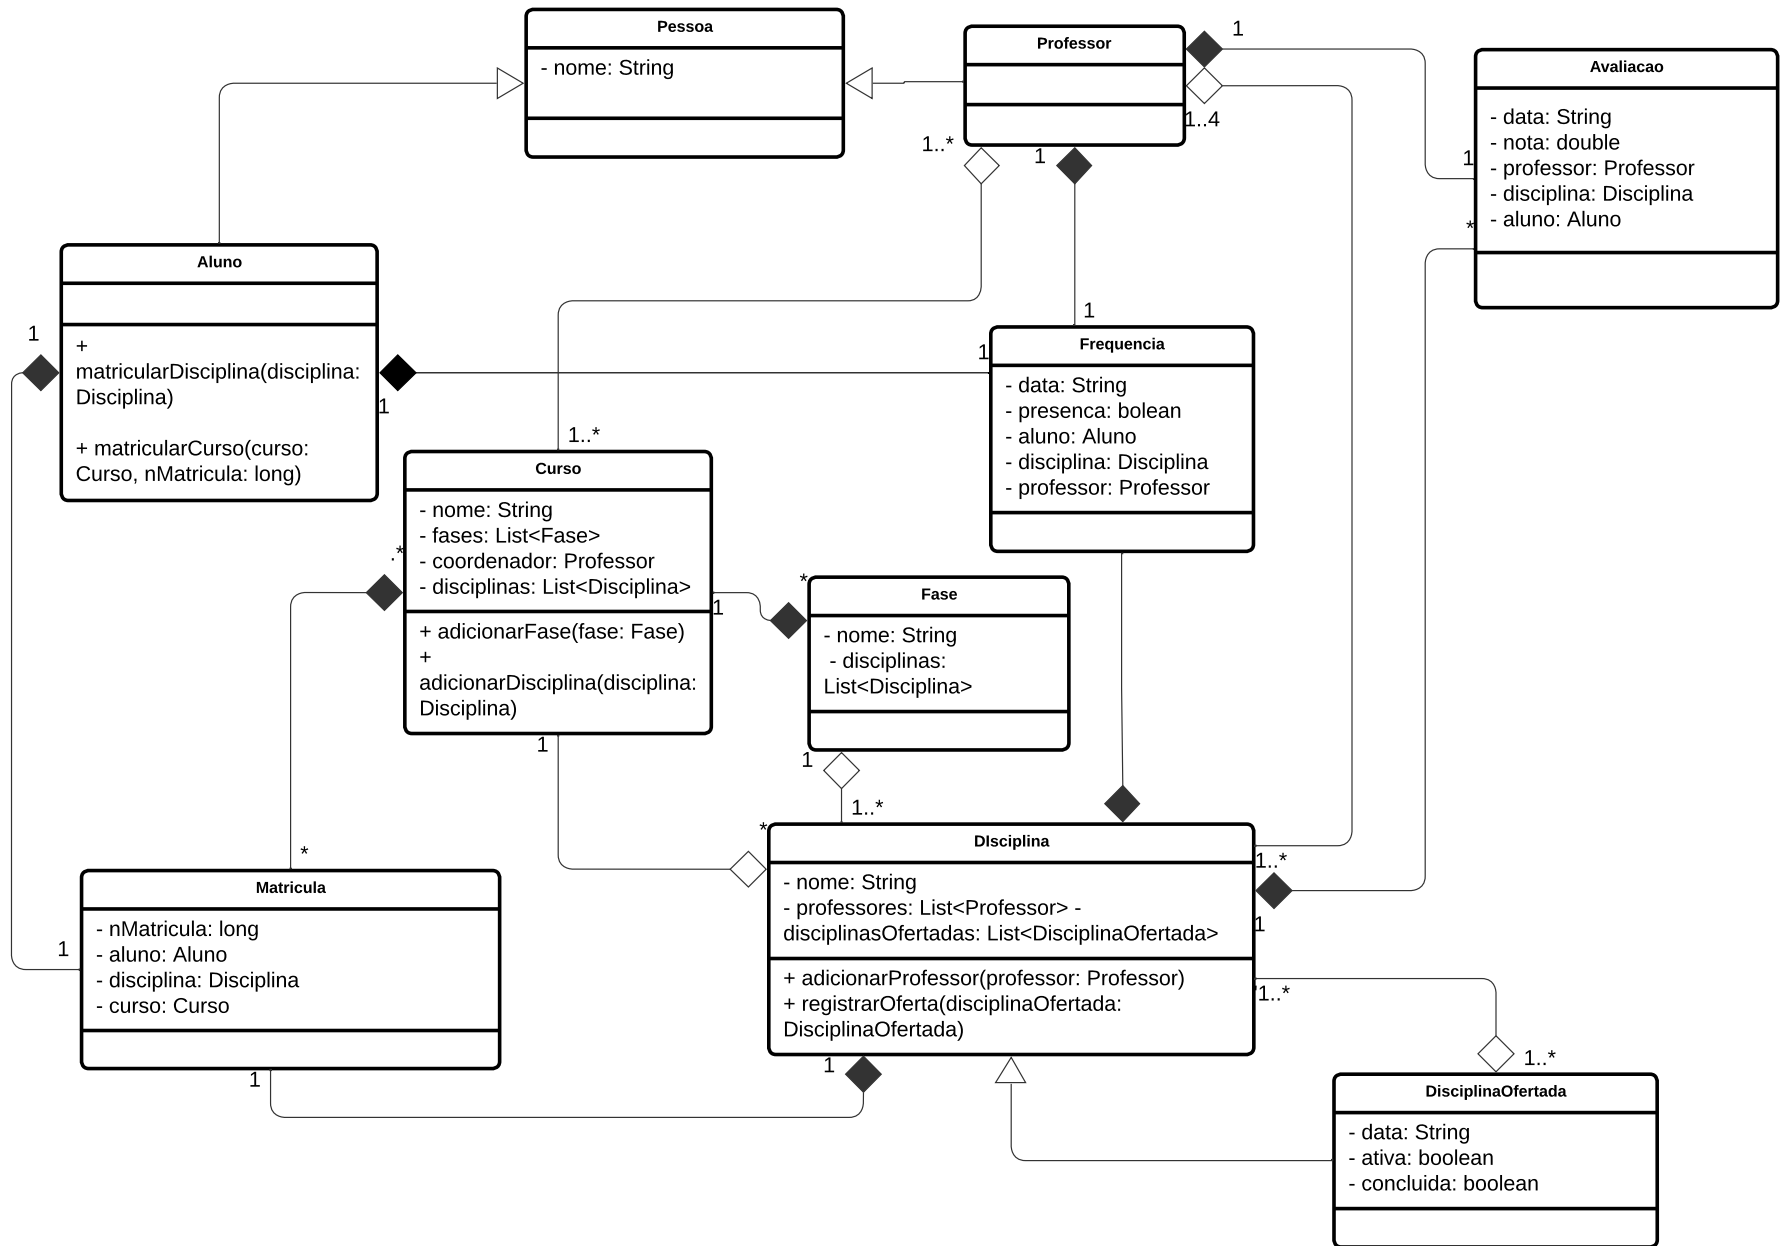 Pessoa
- nome: String
Professor
1
1..4
1..*
1
Avaliacao
- data: String
- nota: double
- professor: Professor
- disciplina: Disciplina
- aluno: Aluno
1
*
Aluno
+
matricularDisciplina(disciplina:
Disciplina)
+ matricularCurso(curso:
Curso, nMatricula: long)
1
1
1
1
Frequencia
- data: String
- presenca: bolean
- aluno: Aluno
- disciplina: Disciplina
- professor: Professor
1..*
Curso
- nome: String
- fases: List<Fase>
- coordenador: Professor
- disciplinas: List<Disciplina>
+ adicionarFase(fase: Fase)
+
adicionarDisciplina(disciplina:
Disciplina)
.*
1
*
1
Fase
- nome: String
- disciplinas:
List<Disciplina>
1
1..*
*
DIsciplina
- nome: String
- professores: List<Professor> -
disciplinasOfertadas: List<DisciplinaOfertada>
+ adicionarProfessor(professor: Professor)
+ registrarOferta(disciplinaOfertada:
DisciplinaOfertada)
1..*
1
'1..*
1
*
Matricula
- nMatricula: long
- aluno: Aluno
- disciplina: Disciplina
- curso: Curso
1
1
1..*
DisciplinaOfertada
- data: String
- ativa: boolean
- concluida: boolean